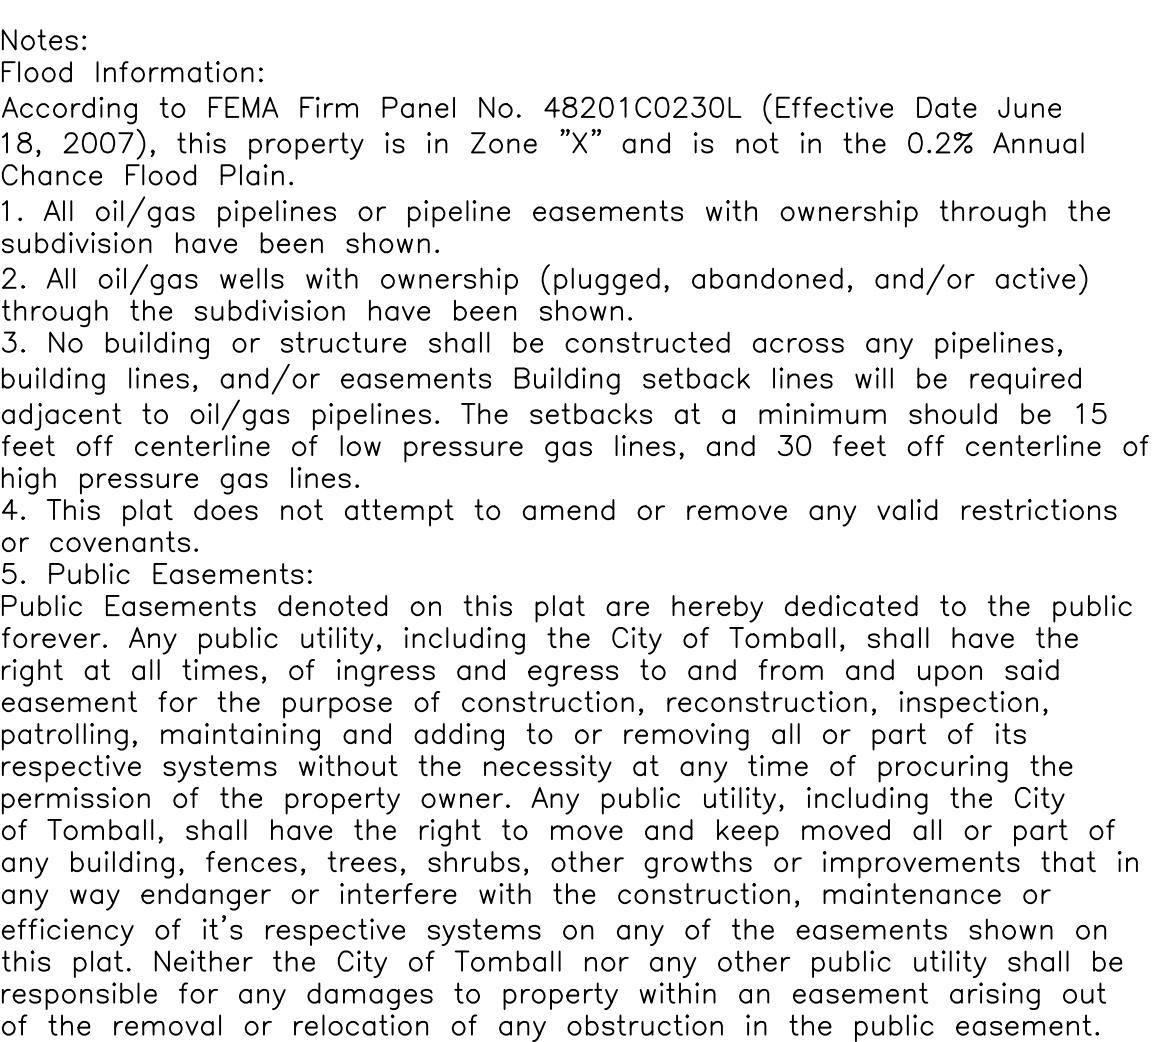 Notes:
Flood Information:
According to FEMA Firm Panel No. 48201C0230L (Effective Date June
18, 2007), this property is in Zone "X" and is not in the 0.2% Annual
Chance Flood Plain.
1. All oil/gas pipelines or pipeline easements with ownership through the
subdivision have been shown.
2. All oil/gas wells with ownership (plugged, abandoned, and/or active)
through the subdivision have been shown.
3. No building or structure shall be constructed across any pipelines,
building lines, and/or easements Building setback lines will be required
adjacent to oil/gas pipelines. The setbacks at a minimum should be 15
feet off centerline of low pressure gas lines, and 30 feet off centerline of
high pressure gas lines.
4. This plat does not attempt to amend or remove any valid restrictions
or covenants.
5. Public Easements:
Public Easements denoted on this plat are hereby dedicated to the public
forever. Any public utility, including the City of Tomball, shall have the
right at all times, of ingress and egress to and from and upon said
easement for the purpose of construction, reconstruction, inspection,
patrolling, maintaining and adding to or removing all or part of its
respective systems without the necessity at any time of procuring the
permission of the property owner. Any public utility, including the City
of Tomball, shall have the right to move and keep moved all or part of
any building, fences, trees, shrubs, other growths or improvements that in
any way endanger or interfere with the construction, maintenance or
efficiency of it's respective systems on any of the easements shown on
this plat. Neither the City of Tomball nor any other public utility shall be
responsible for any damages to property within an easement arising out
of the removal or relocation of any obstruction in the public easement.